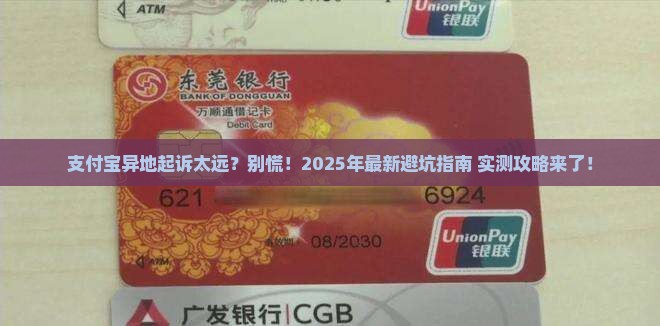 ATM
UnionPay
银联
东莞银行
BANK OF DONGGUAN
万顺通借记卡
Debit Card
支付宝异地起诉太远？别慌！2025年最新避坑指南 实测攻略来了！
621 6924
有效期 08/2030
ATM
UnionPay
银联
广发银行|CGB